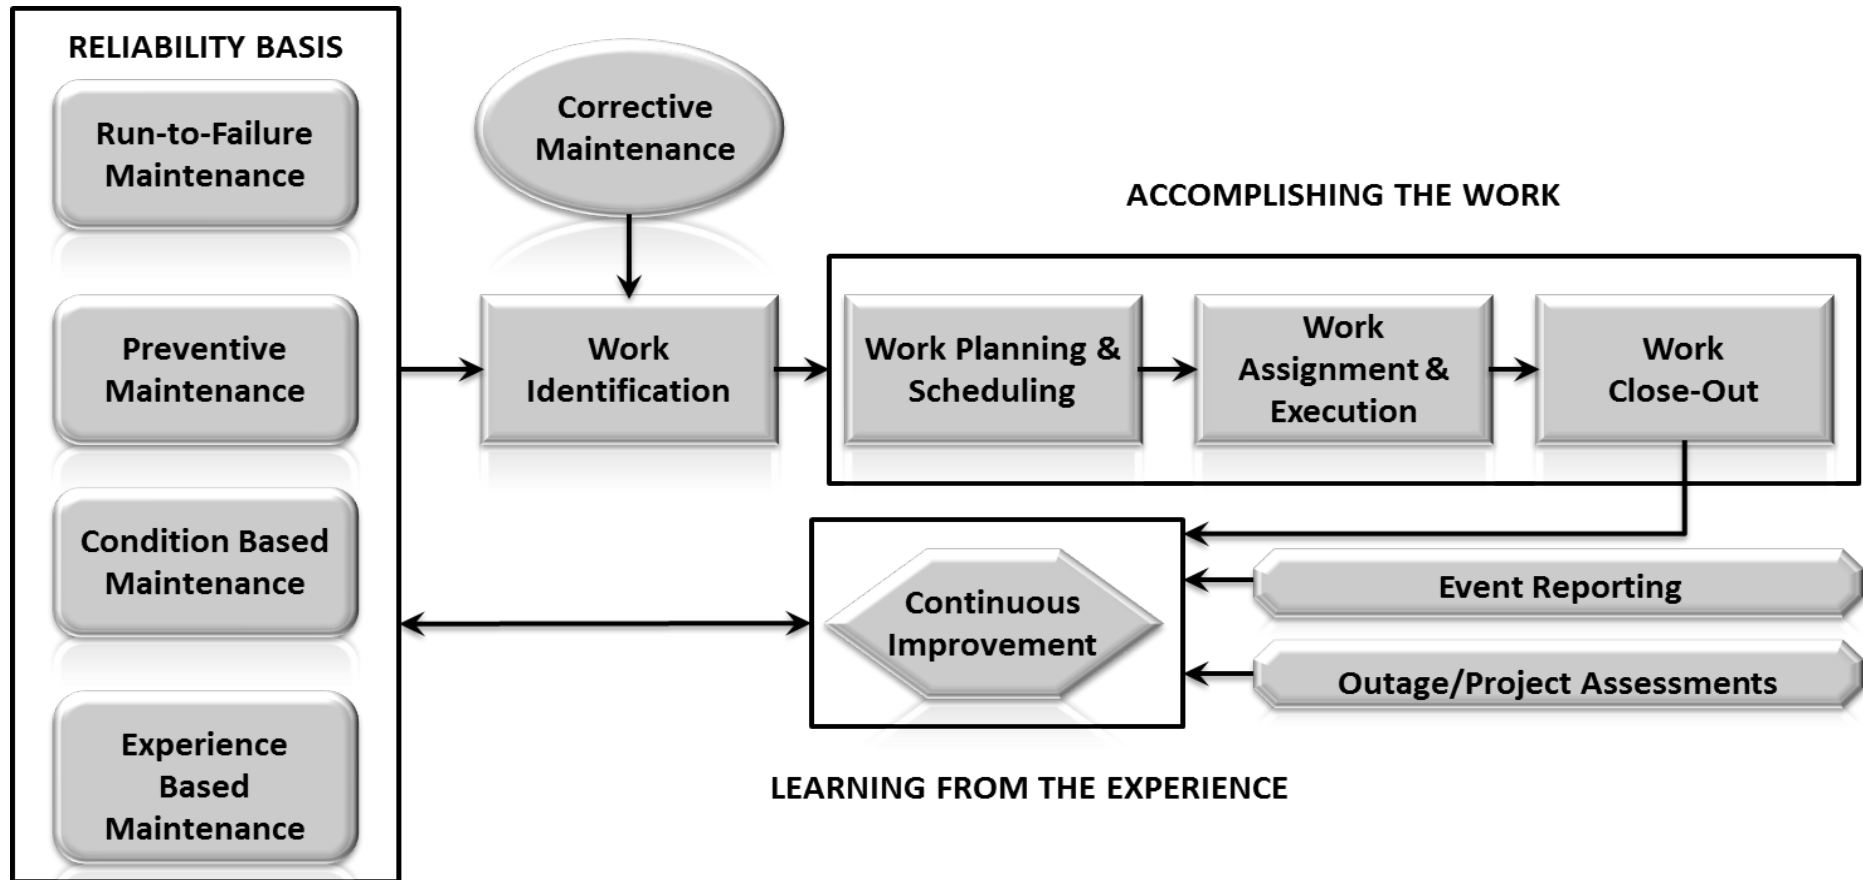 RELIABILITY BASIS
Run-to-Failure
Maintenance
Preventive
Maintenance
Condition Based
Maintenance
Experience
Based
Maintenance
Corrective
Maintenance
Work
Identification
ACCOMPLISHING THE WORK
Work Planning &
Scheduling
Work
Assignment &
Execution
Work
Close-Out
Continuous
Improvement
Event Reporting
Outage/Project Assessments
LEARNING FROM THE EXPERIENCE